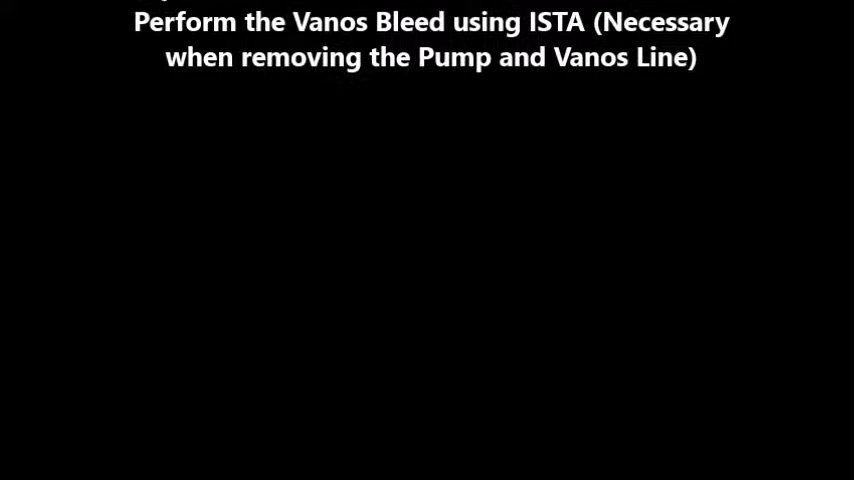 Perform the Vanos Bleed using ISTA (Necessary
when removing the Pump and Vanos Line)